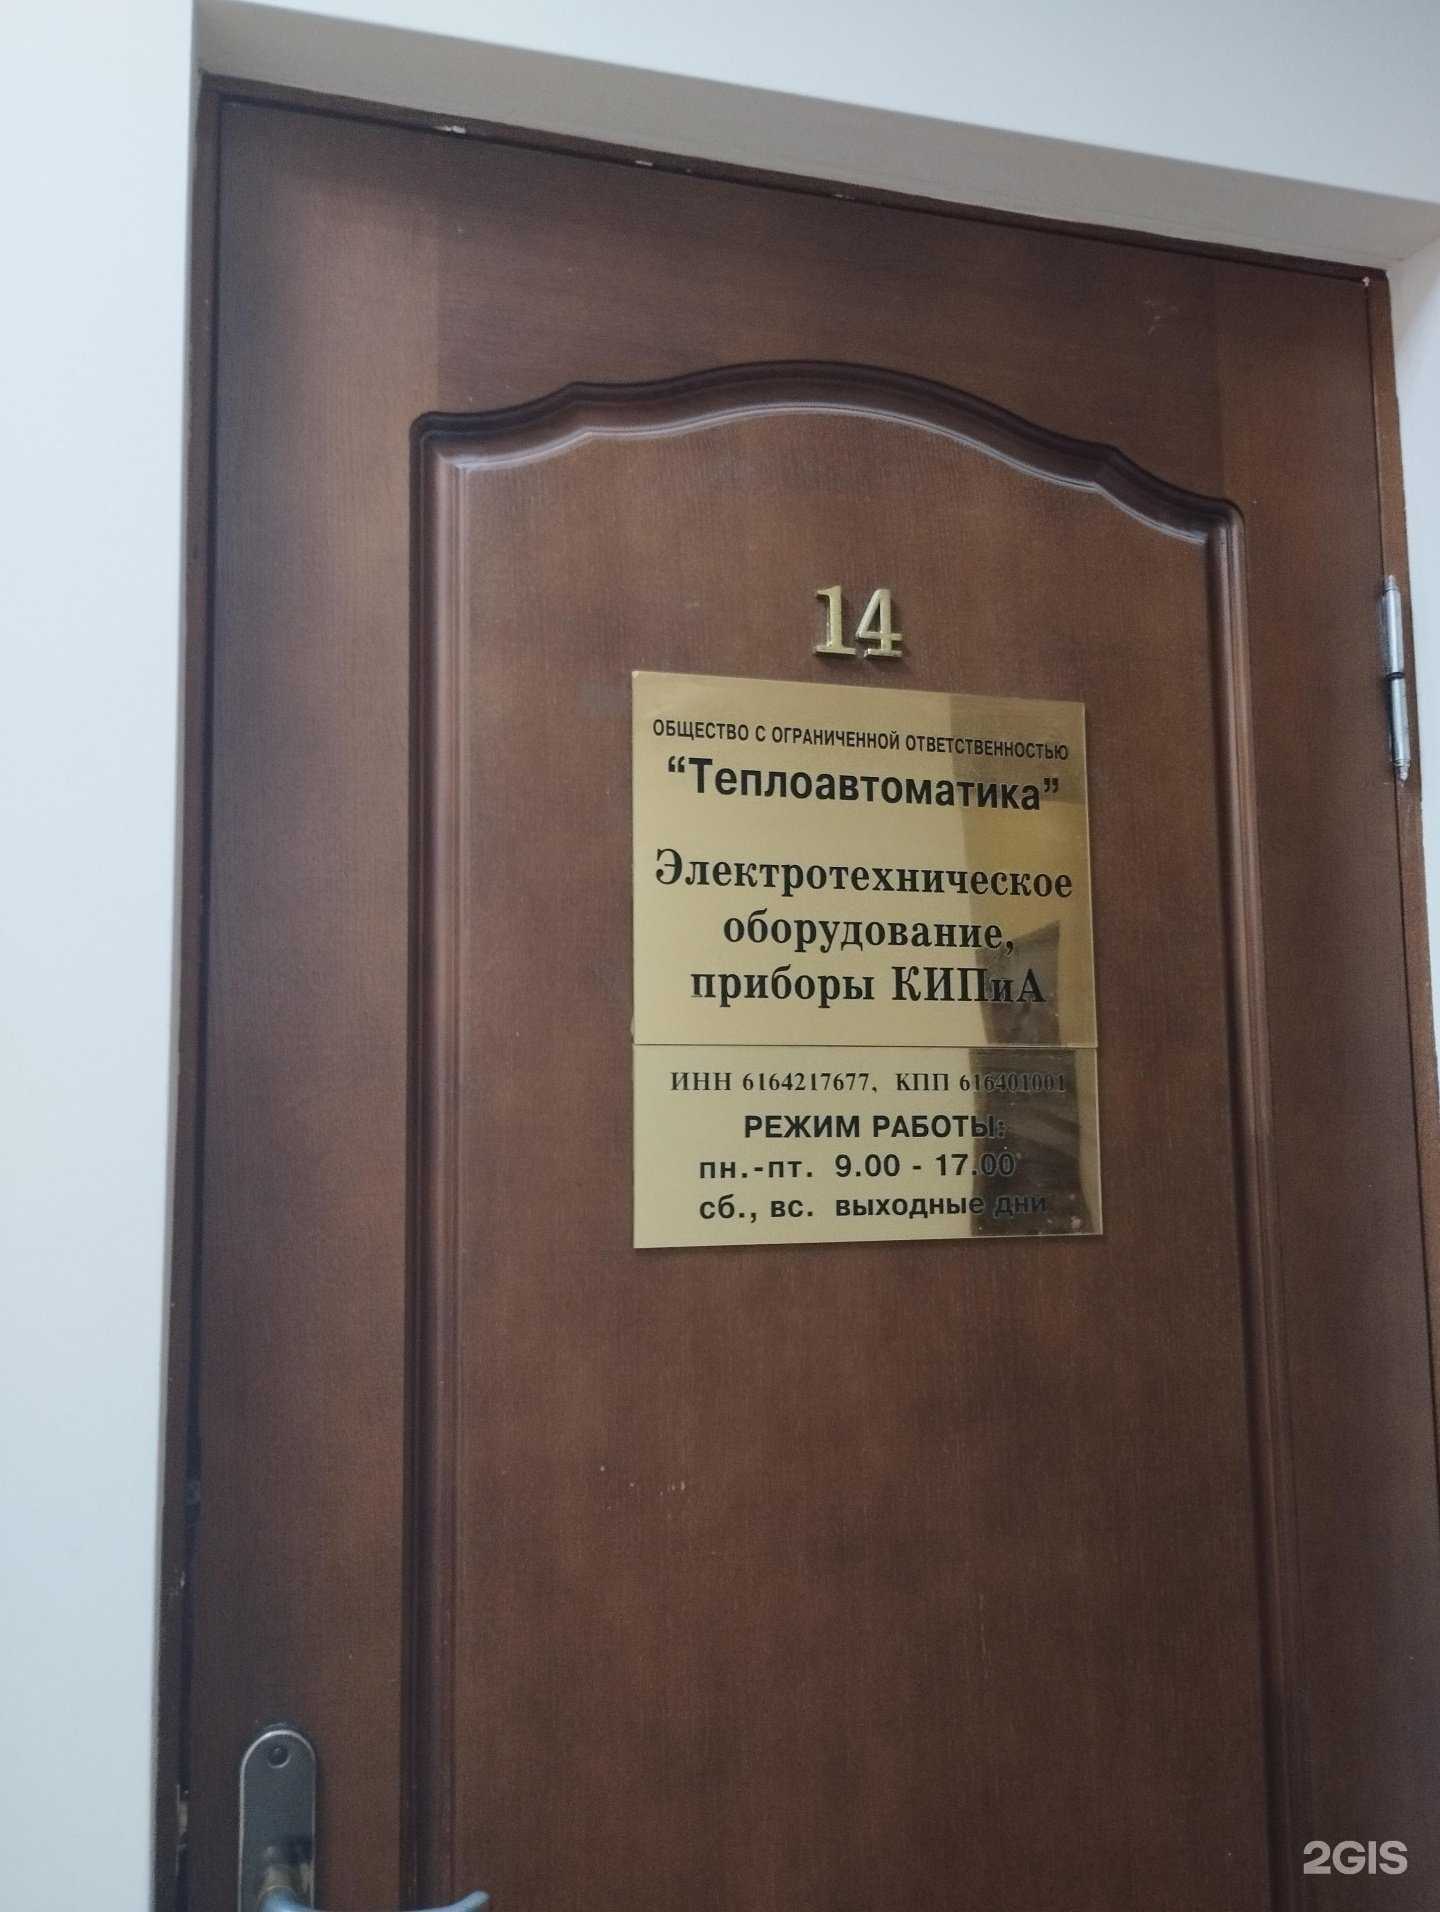 14
ОБЩЕСТВО С ОГРАНИЧЕННОЙ ОТВЕТСТВЕННОСТЬЮ
“Теплоавтоматика”
Электротехническое
оборудование,
приборы КИПиА
ИНН 6164217677, КПП 616401001
РЕЖИМ РАБОТЫ:
пн.-пт. 9.00 - 17.00
сб., вс. выходные дни
2GIS